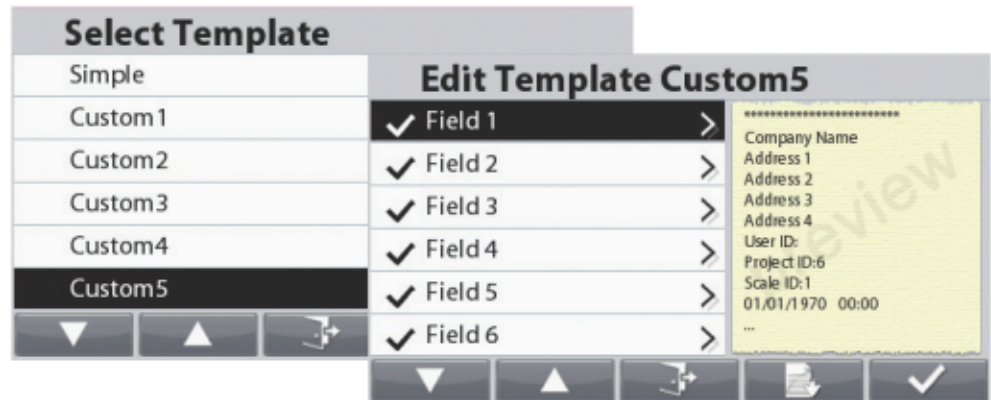 Select Template
Simple
Custom1
Custom2
Custom3
Custom4
Custom5
Edit Template Custom5
Field 1
Field 2
Field 3
Field 4
Field 5
Field 6
*************************
Company Name
Address 1
Address 2
Address 3
Address 4
User ID:
Project ID:6
Scale ID:1
01/01/1970 00:00
...
Preview